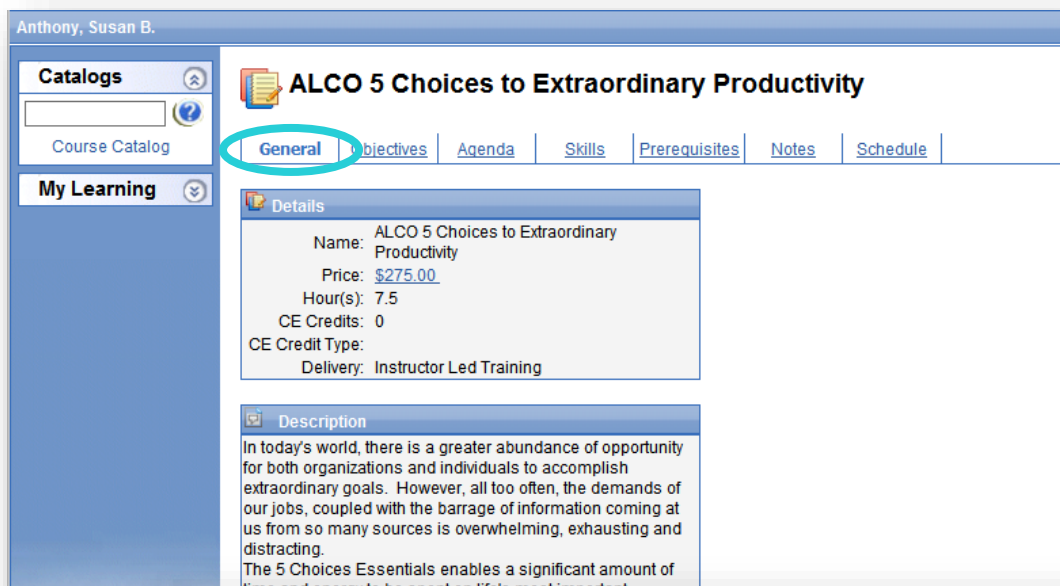 Anthony, Susan B.
Catalogs
Course Catalog
My Learning
ALCO 5 Choices to Extraordinary Productivity
General Objectives Agenda Skills Prerequisites Notes Schedule
Details
Name: ALCO 5 Choices to Extraordinary
Productivity
Price: $275.00
Hour(s): 7.5
CE Credits: 0
CE Credit Type:
Delivery: Instructor Led Training
Description
In today's world, there is a greater abundance of opportunity
for both organizations and individuals to accomplish
extraordinary goals. However, all too often, the demands of
our jobs, coupled with the barrage of information coming at
us from so many sources is overwhelming, exhausting and
distracting.
The 5 Choices Essentials enables a significant amount of